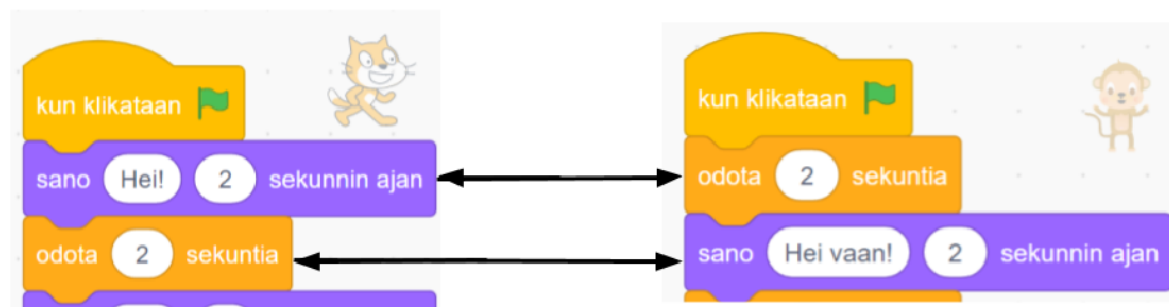 kun klikataan
sano Hei! 2 sekunnin ajan
odota 2 sekuntia
kun klikataan
odota 2 sekuntia
sano Hei vaan! 2 sekunnin ajan